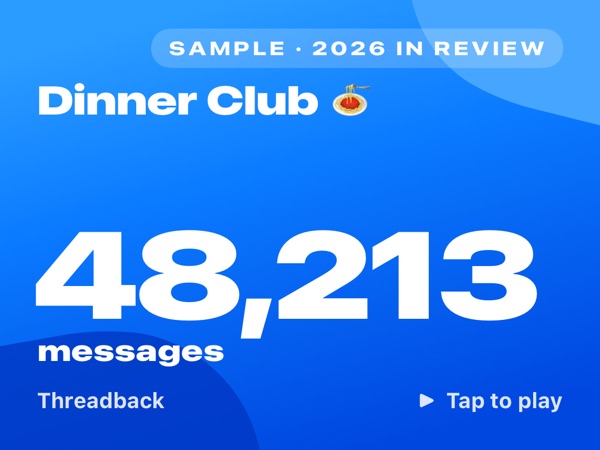 SAMPLE · 2026 IN REVIEW
Dinner Club 🍝
48,213
messages
Threadback
▶ Tap to play